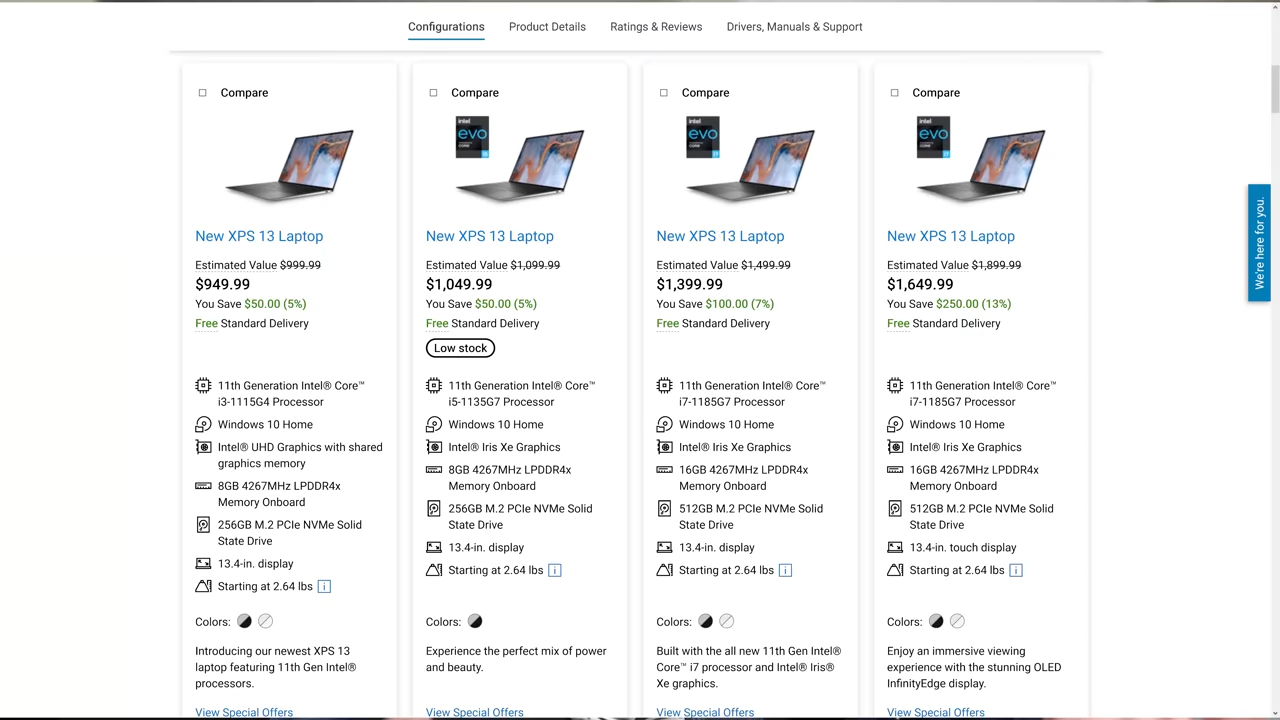 Configurations
Product Details
Ratings & Reviews
Drivers, Manuals & Support
Compare
New XPS 13 Laptop
Estimated Value $999.99
$949.99
You Save $50.00 (5%)
Free Standard Delivery
11th Generation Intel® Core™
i3-1115G4 Processor
Windows 10 Home
Intel® UHD Graphics with shared
graphics memory
8GB 4267MHz LPDDR4x
Memory Onboard
256GB M.2 PCIe NVMe Solid
State Drive
13.4-in. display
Starting at 2.64 lbs i
Colors:
Introducing our newest XPS 13
laptop featuring 11th Gen Intel®
processors.
View Special Offers
Compare
intel
evo
CORE
i5
New XPS 13 Laptop
Estimated Value $1,099.99
$1,049.99
You Save $50.00 (5%)
Free Standard Delivery
Low stock
11th Generation Intel® Core™
i5-1135G7 Processor
Windows 10 Home
Intel® Iris Xe Graphics
8GB 4267MHz LPDDR4x
Memory Onboard
256GB M.2 PCIe NVMe Solid
State Drive
13.4-in. display
Starting at 2.64 lbs i
Colors:
Experience the perfect mix of power
and beauty.
View Special Offers
Compare
intel
evo
CORE
i7
New XPS 13 Laptop
Estimated Value $1,499.99
$1,399.99
You Save $100.00 (7%)
Free Standard Delivery
11th Generation Intel® Core™
i7-1185G7 Processor
Windows 10 Home
Intel® Iris Xe Graphics
16GB 4267MHz LPDDR4x
Memory Onboard
512GB M.2 PCIe NVMe Solid
State Drive
13.4-in. display
Starting at 2.64 lbs i
Colors:
Built with the all new 11th Gen Intel®
Core™ i7 processor and Intel® Iris®
Xe graphics.
View Special Offers
Compare
intel
evo
CORE
i7
New XPS 13 Laptop
Estimated Value $1,899.99
$1,649.99
You Save $250.00 (13%)
Free Standard Delivery
11th Generation Intel® Core™
i7-1185G7 Processor
Windows 10 Home
Intel® Iris Xe Graphics
16GB 4267MHz LPDDR4x
Memory Onboard
512GB M.2 PCIe NVMe Solid
State Drive
13.4-in. touch display
Starting at 2.64 lbs i
Colors:
Enjoy an immersive viewing
experience with the stunning OLED
InfinityEdge display.
View Special Offers
We're here for you.